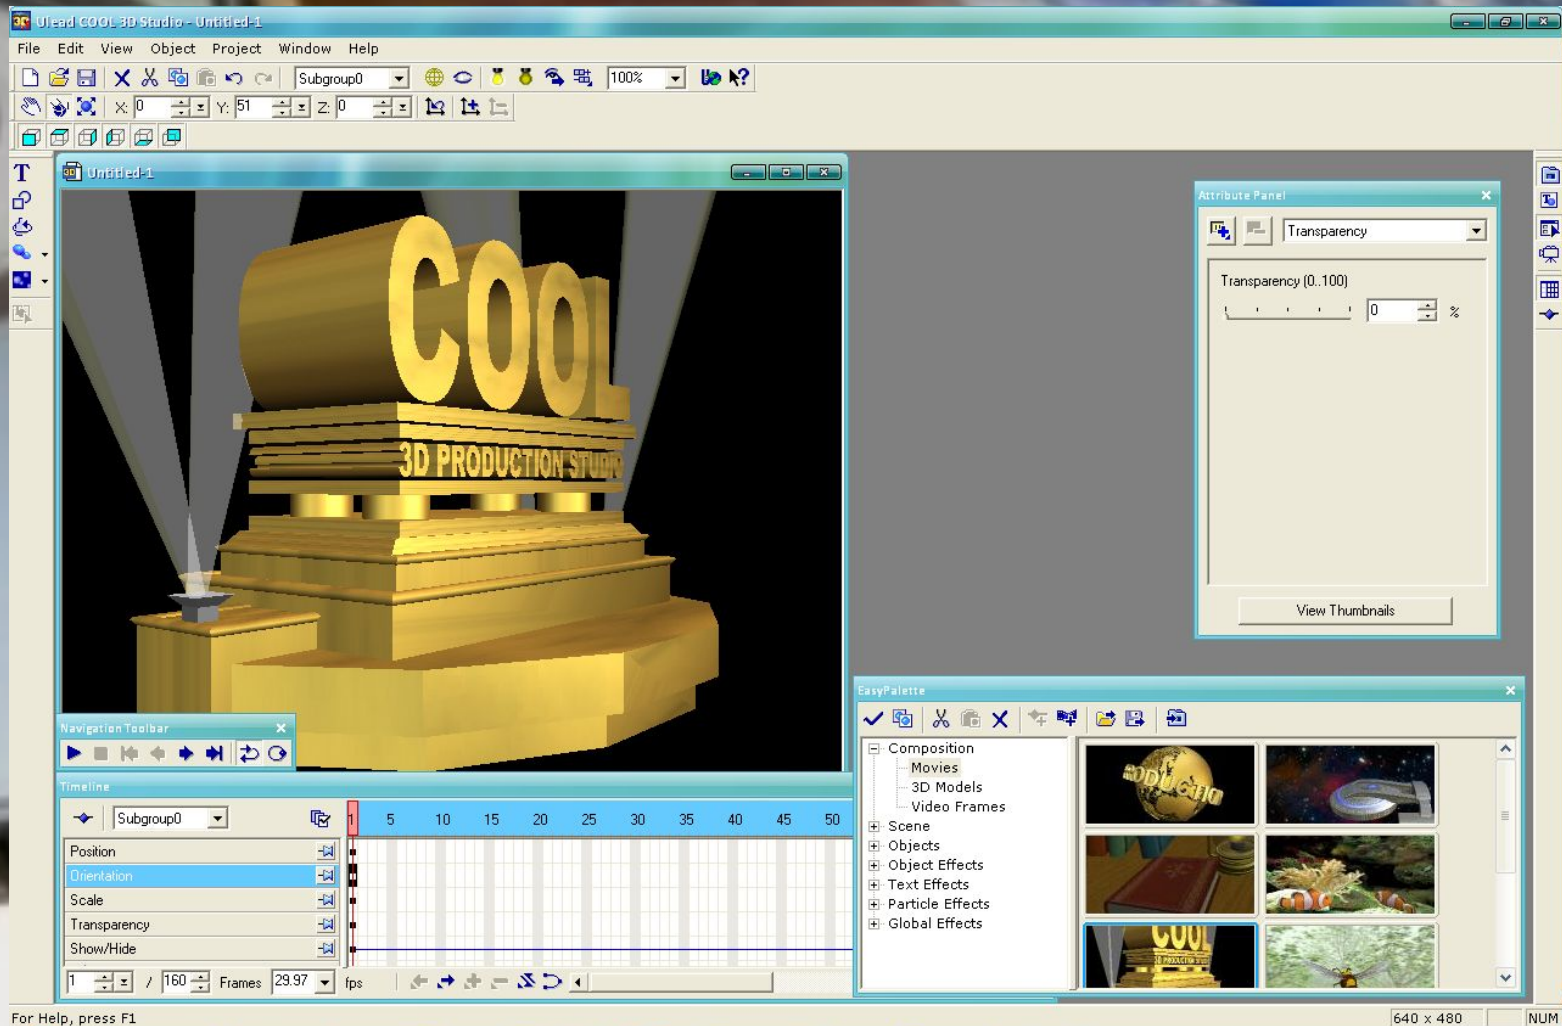 Ulead COOL 3D Studio - Untitled-1
File Edit View Object Project Window Help
Subgroup0 100%
X: 0 Y: 51 Z: 0
Untitled-1
COOL
3D PRODUCTION STUDIO
Attribute Panel
Transparency
Transparency (0..100)
0 %
View Thumbnails
Navigation Toolbar
Timeline
Subgroup0
1 5 10 15 20 25 30 35 40 45 50
Position
Orientation
Scale
Transparency
Show/Hide
1 / 160 Frames 29.97 fps
EasyPalette
Composition
Movies
3D Models
Video Frames
Scene
Objects
Object Effects
Text Effects
Particle Effects
Global Effects
COOL
3D PRODUCTION STUDIO
For Help, press F1
640 x 480 NUM